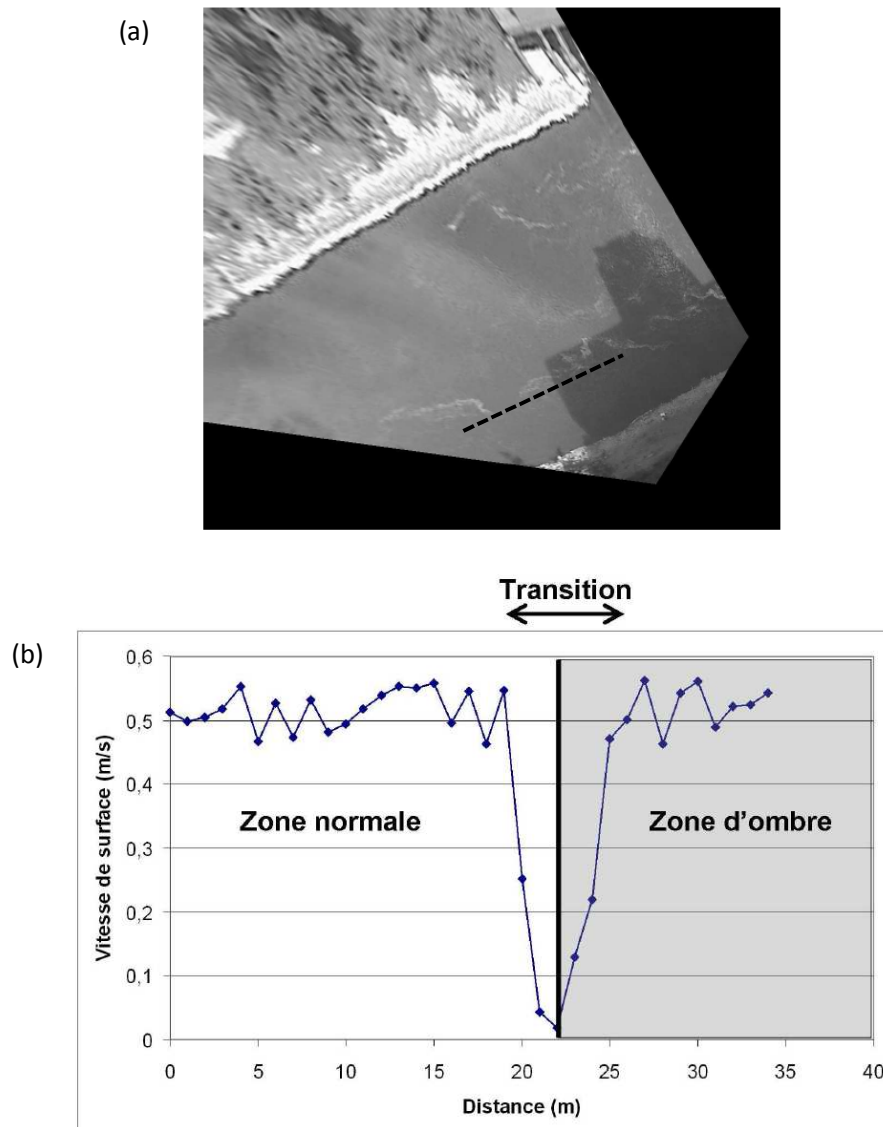 (a)
Transition
(b)
0,6
0,5
0,4
0,3
0,2
0,1
0
Vitesse de surface (m/s)
Zone normale
Zone d'ombre
0 5 10 15 20 25 30 35 40
Distance (m)